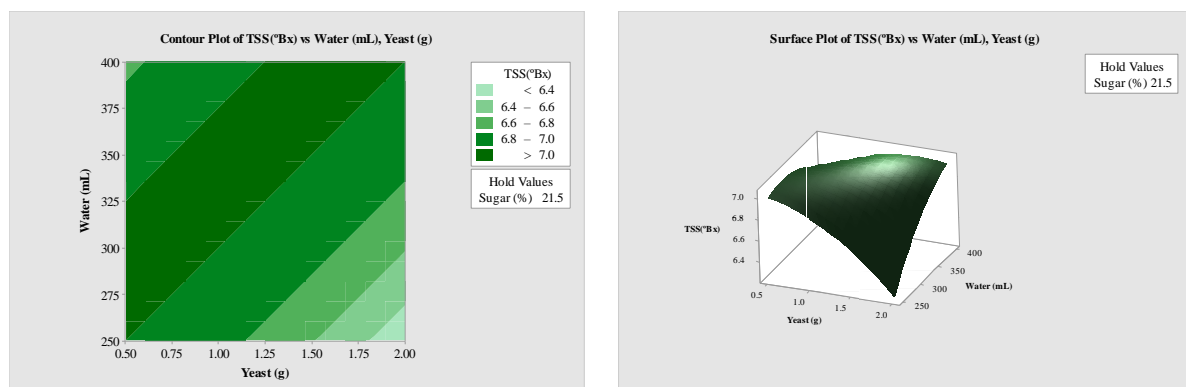 Contour Plot of TSS(ºBx) vs Water (mL), Yeast (g)
400
375
350
325
300
275
250
Water (mL)
0.50 0.75 1.00 1.25 1.50 1.75 2.00
Yeast (g)
TSS(ºBx)
< 6.4
6.4 – 6.6
6.6 – 6.8
6.8 – 7.0
> 7.0
Hold Values
Sugar (%) 21.5
Surface Plot of TSS(ºBx) vs Water (mL), Yeast (g)
Hold Values
Sugar (%) 21.5
7.0
6.8
6.6
6.4
TSS(ºBx)
0.5 1.0 1.5 2.0
Yeast (g)
250
300
350
400
Water (mL)